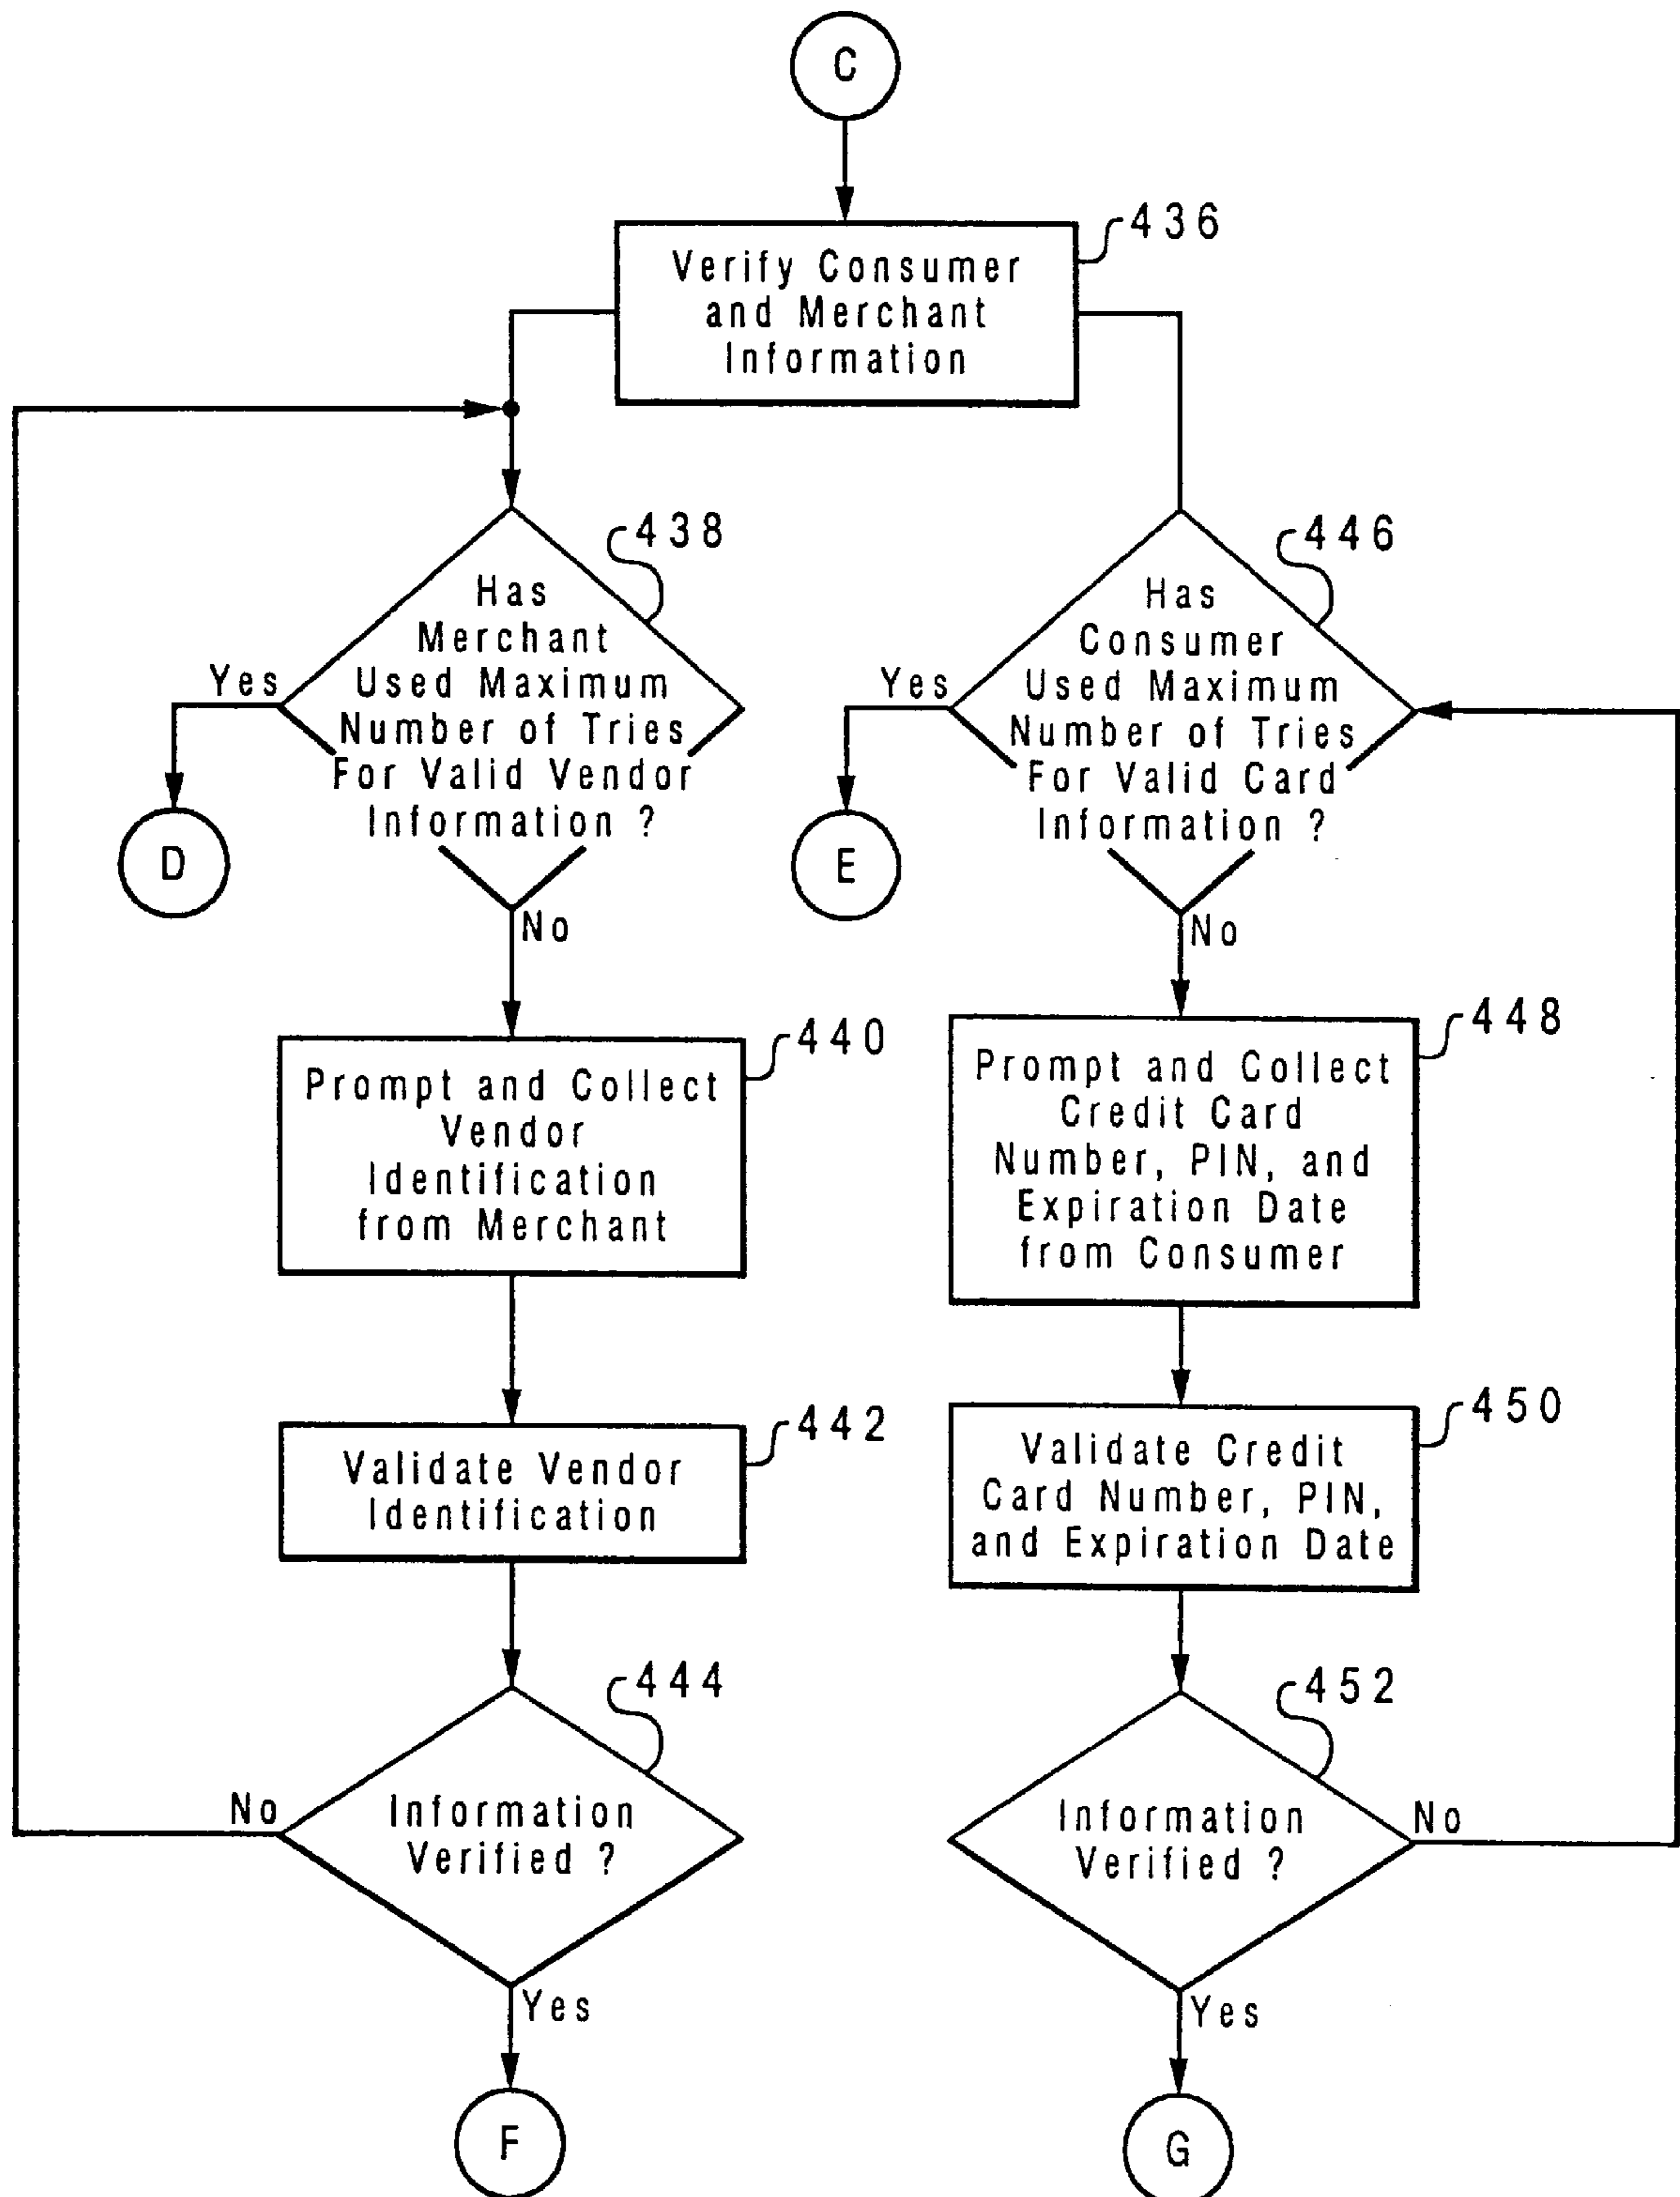 C
436
Verify Consumer
and Merchant
Information
438
Has
Merchant
Used Maximum
Number of Tries
For Valid Vendor
Information ?
Yes
D
No
446
Has
Consumer
Used Maximum
Number of Tries
For Valid Card
Information ?
Yes
E
No
440
Prompt and Collect
Vendor
Identification
from Merchant
448
Prompt and Collect
Credit Card
Number, PIN, and
Expiration Date
from Consumer
442
Validate Vendor
Identification
450
Validate Credit
Card Number, PIN,
and Expiration Date
444
Information
Verified ?
No
Yes
F
452
Information
Verified ?
No
Yes
G